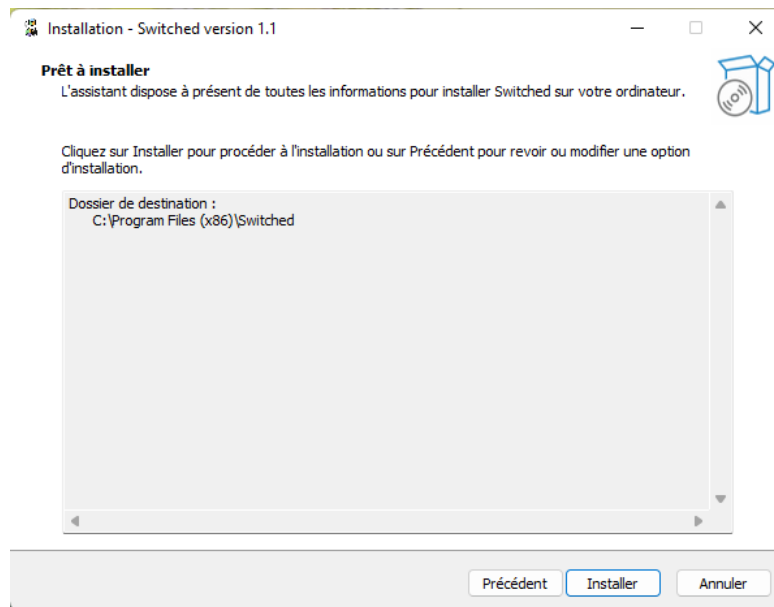 Installation - Switched version 1.1
Prêt à installer
L'assistant dispose à présent de toutes les informations pour installer Switched sur votre ordinateur.
Cliquez sur Installer pour procéder à l'installation ou sur Précédent pour revoir ou modifier une option
d'installation.
Dossier de destination :
C:\Program Files (x86)\Switched
Précédent Installer Annuler